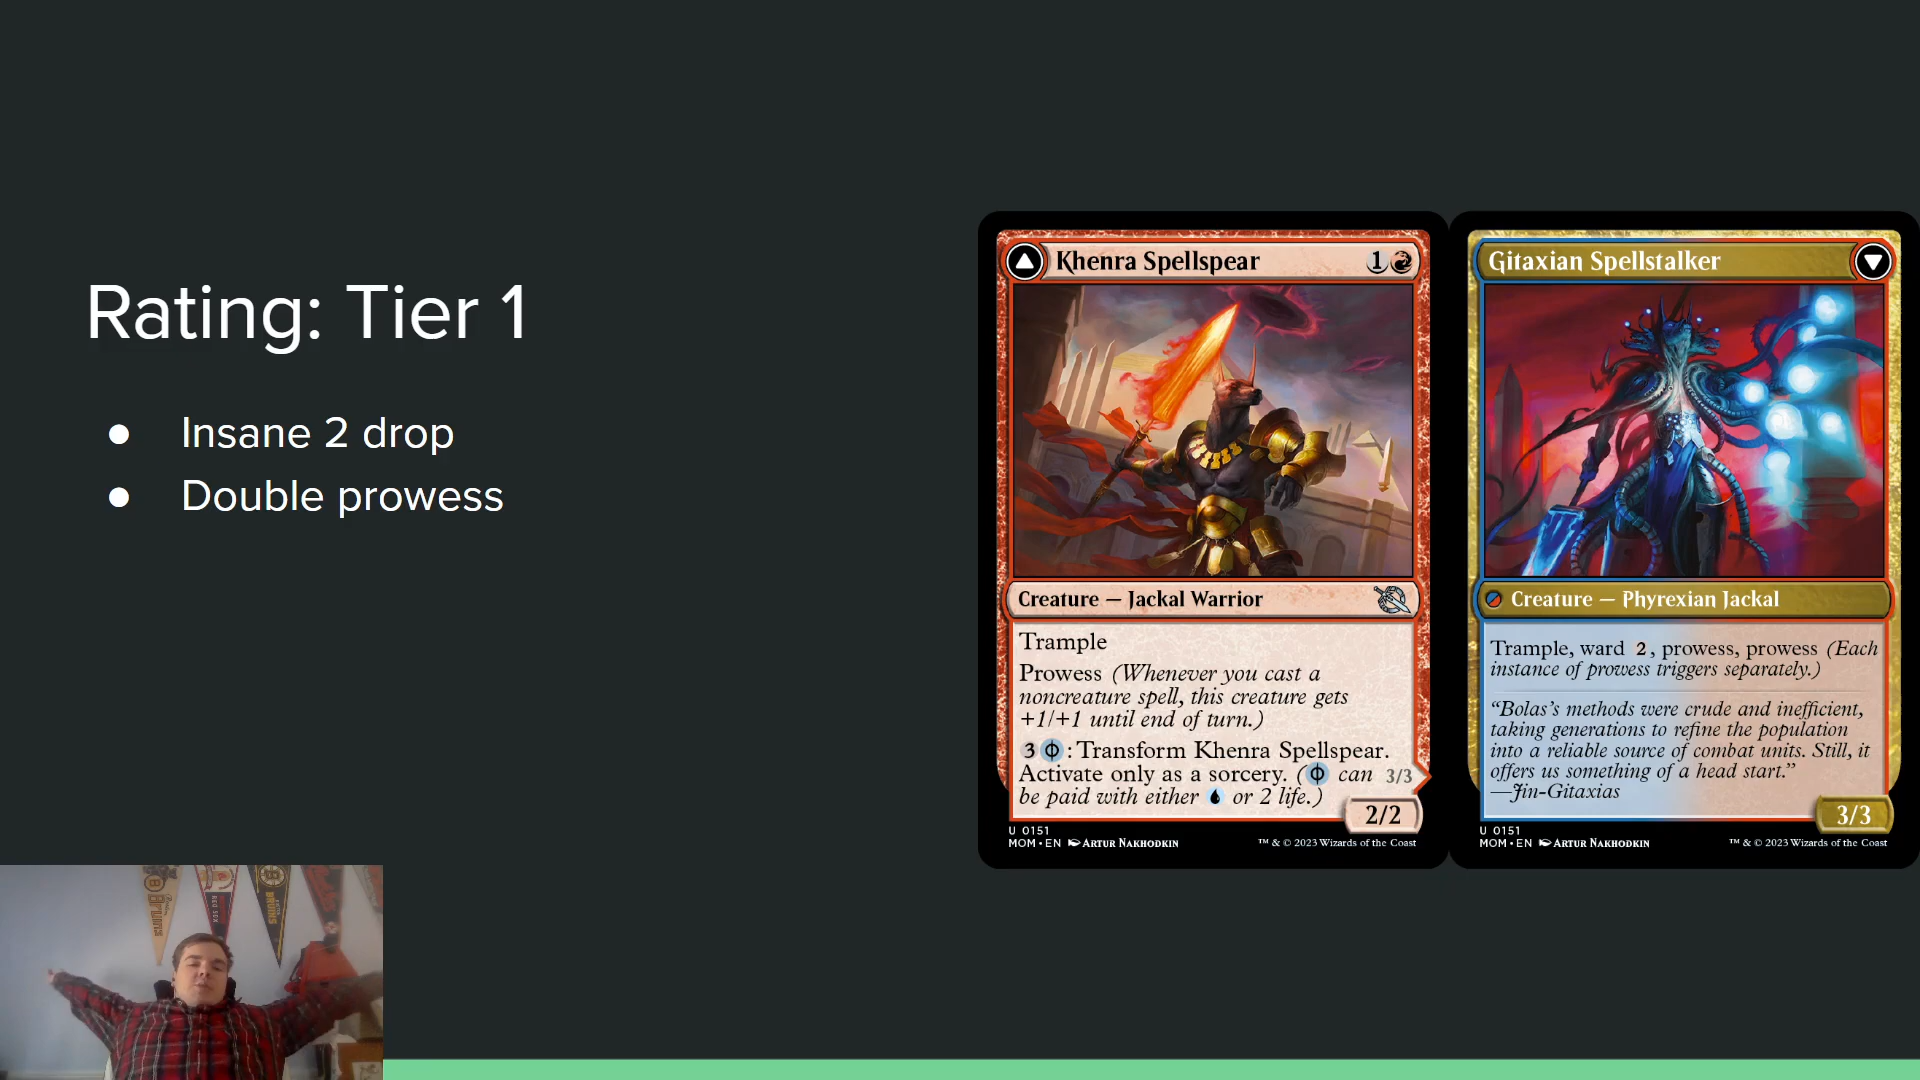 Rating: Tier 1
● Insane 2 drop
● Double prowess
Khenra Spellspear 1
Creature — Jackal Warrior
Trample
Prowess (Whenever you cast a
noncreature spell, this creature gets
+1/+1 until end of turn.)
3 : Transform Khenra Spellspear.
Activate only as a sorcery. ( can
be paid with either or 2 life.)
3/3
2/2
U 0151
MOM • EN Artur Nakhodkin
™ & © 2023 Wizards of the Coast
Gitaxian Spellstalker
Creature — Phyrexian Jackal
Trample, ward 2, prowess, prowess (Each
instance of prowess triggers separately.)
“Bolas’s methods were crude and inefficient,
taking generations to refine the population
into a reliable source of combat units. Still, it
offers us something of a head start.”
—Jin-Gitaxias
3/3
U 0151
MOM • EN Artur Nakhodkin
™ & © 2023 Wizards of the Coast
BRUINS
RED SOX
BRUINS